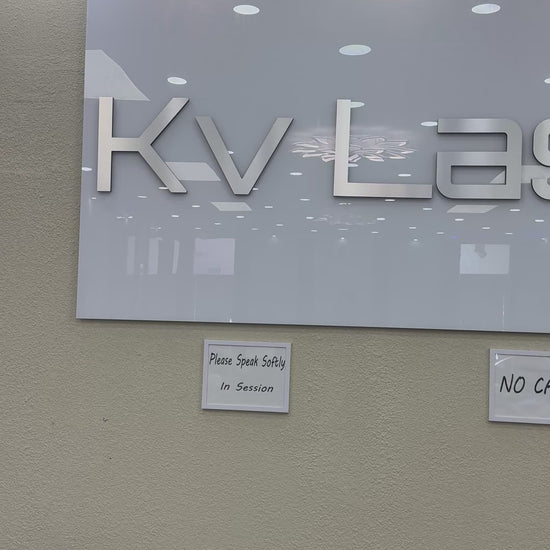 Kv Las
Please Speak Softly
In Session
NO CA